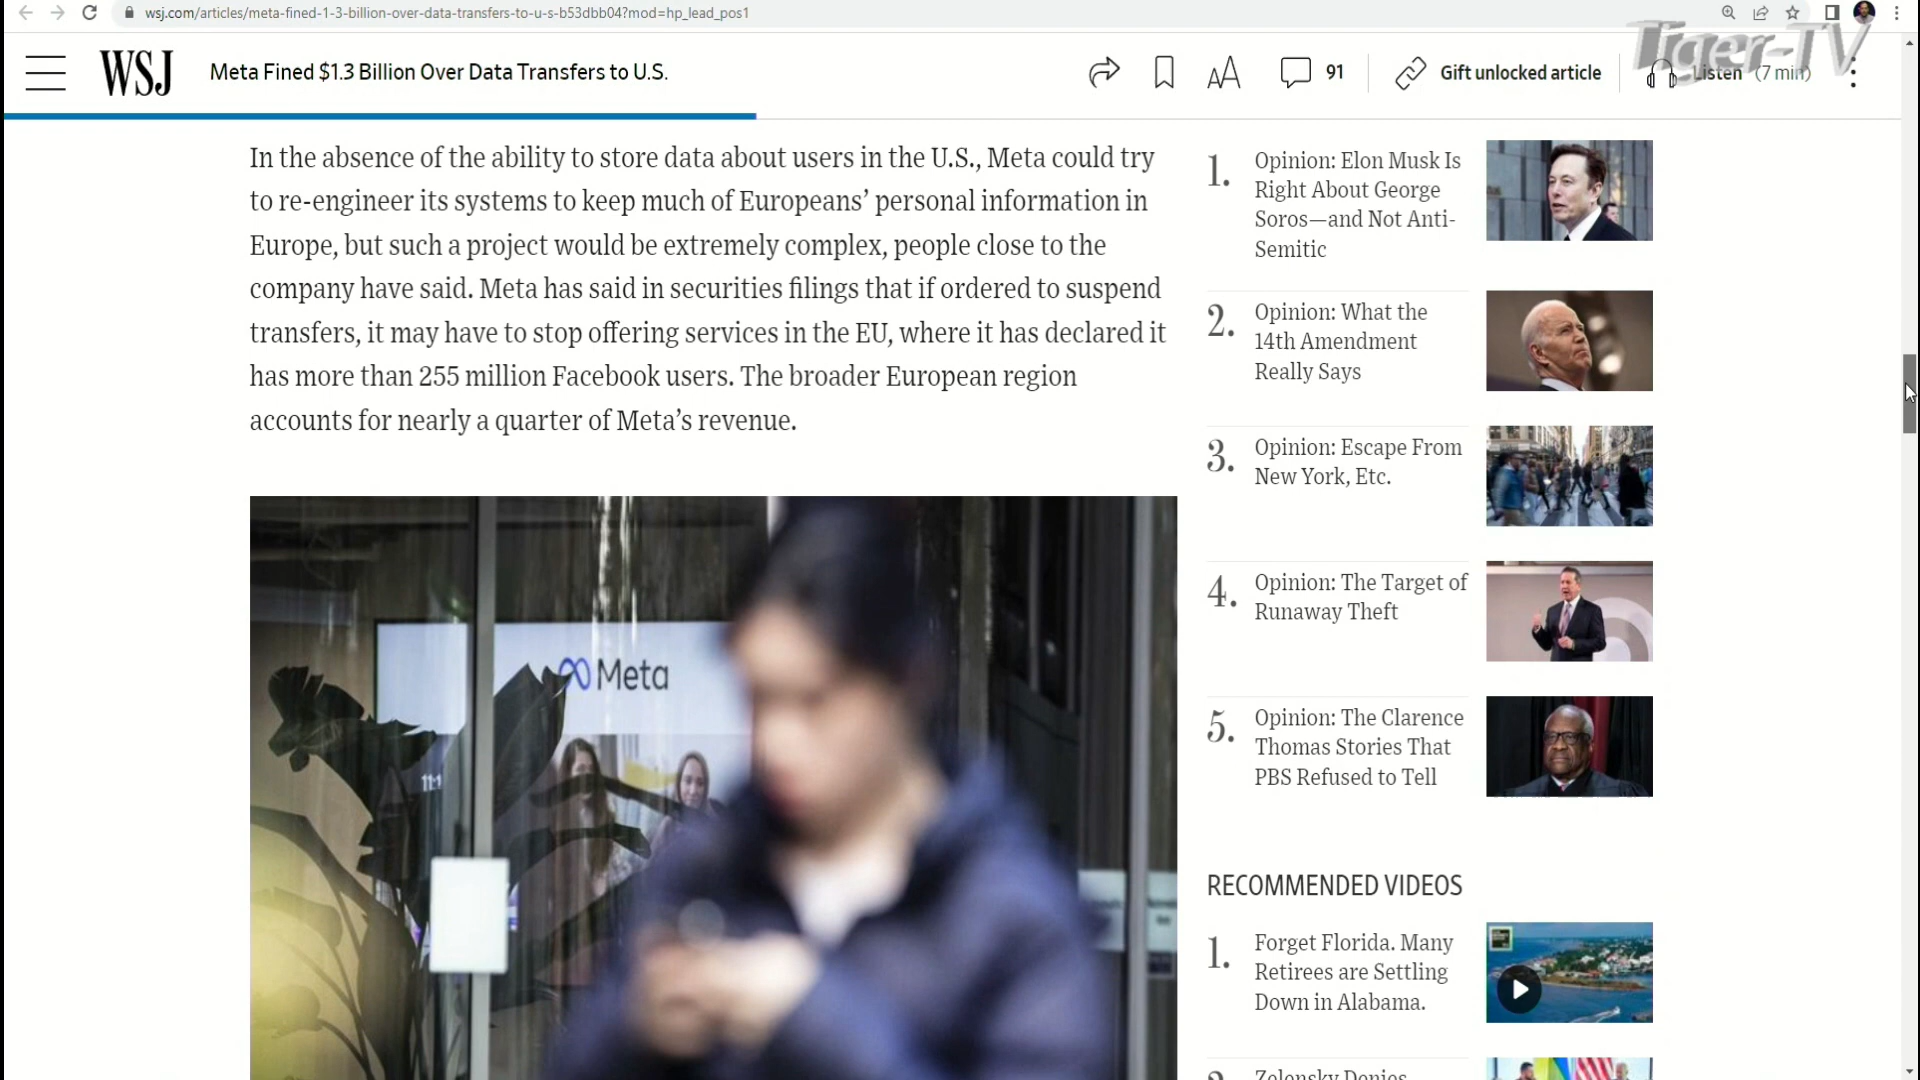 wsj.com/articles/meta-fined-1-3-billion-over-data-transfers-to-u-s-b53dbb04?mod=hp_lead_pos1
Tiger-TV
WSJ
Meta Fined $1.3 Billion Over Data Transfers to U.S.
91
Gift unlocked article
Listen (7 min)
In the absence of the ability to store data about users in the U.S., Meta could try
to re-engineer its systems to keep much of Europeans’ personal information in
Europe, but such a project would be extremely complex, people close to the
company have said. Meta has said in securities filings that if ordered to suspend
transfers, it may have to stop offering services in the EU, where it has declared it
has more than 255 million Facebook users. The broader European region
accounts for nearly a quarter of Meta’s revenue.
Meta
11:1
1. Opinion: Elon Musk Is
Right About George
Soros—and Not Anti-
Semitic
2. Opinion: What the
14th Amendment
Really Says
3. Opinion: Escape From
New York, Etc.
4. Opinion: The Target of
Runaway Theft
5. Opinion: The Clarence
Thomas Stories That
PBS Refused to Tell
RECOMMENDED VIDEOS
1. Forget Florida. Many
Retirees are Settling
Down in Alabama.
Zelensky Denies